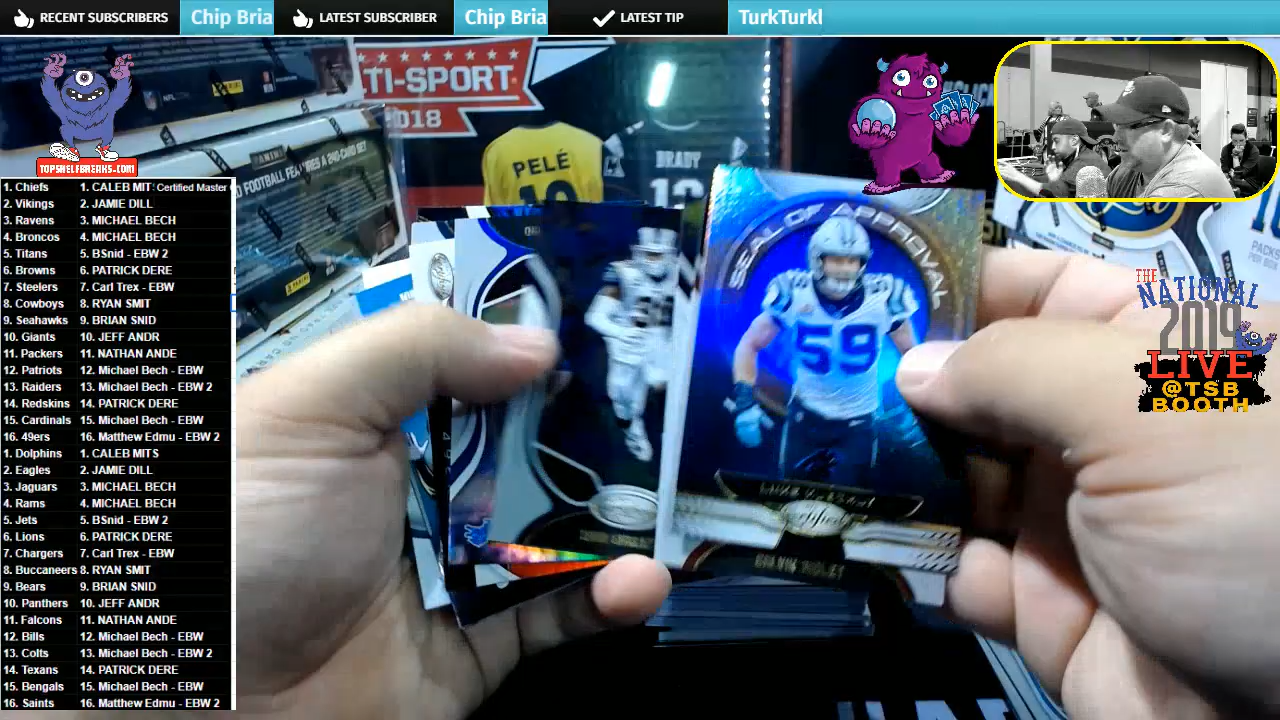 RECENT SUBSCRIBERS
Chip Bria
LATEST SUBSCRIBER
Chip Bria
LATEST TIP
TurkTurkl
TI-SPORT
2018
PELÉ
10
BRADY
12
TOPSHELFBREAKS.COM
PANINI
THE
NATIONAL
2019
LIVE
@TSB
BOOTH
SEAL OF APPROVAL
59
Certified
CALVIN RIDLEY
1. Chiefs 1. CALEB MIT: Certified Master
2. Vikings 2. JAMIE DILL
3. Ravens 3. MICHAEL BECH
4. Broncos 4. MICHAEL BECH
5. Titans 5. BSnid - EBW 2
6. Browns 6. PATRICK DERE
7. Steelers 7. Carl Trex - EBW
8. Cowboys 8. RYAN SMIT
9. Seahawks 9. BRIAN SNID
10. Giants 10. JEFF ANDR
11. Packers 11. NATHAN ANDE
12. Patriots 12. Michael Bech - EBW
13. Raiders 13. Michael Bech - EBW 2
14. Redskins 14. PATRICK DERE
15. Cardinals 15. Michael Bech - EBW
16. 49ers 16. Matthew Edmu - EBW 2
1. Dolphins 1. CALEB MITS
2. Eagles 2. JAMIE DILL
3. Jaguars 3. MICHAEL BECH
4. Rams 4. MICHAEL BECH
5. Jets 5. BSnid - EBW 2
6. Lions 6. PATRICK DERE
7. Chargers 7. Carl Trex - EBW
8. Buccaneers 8. RYAN SMIT
9. Bears 9. BRIAN SNID
10. Panthers 10. JEFF ANDR
11. Falcons 11. NATHAN ANDE
12. Bills 12. Michael Bech - EBW
13. Colts 13. Michael Bech - EBW 2
14. Texans 14. PATRICK DERE
15. Bengals 15. Michael Bech - EBW
16. Saints 16. Matthew Edmu - EBW 2